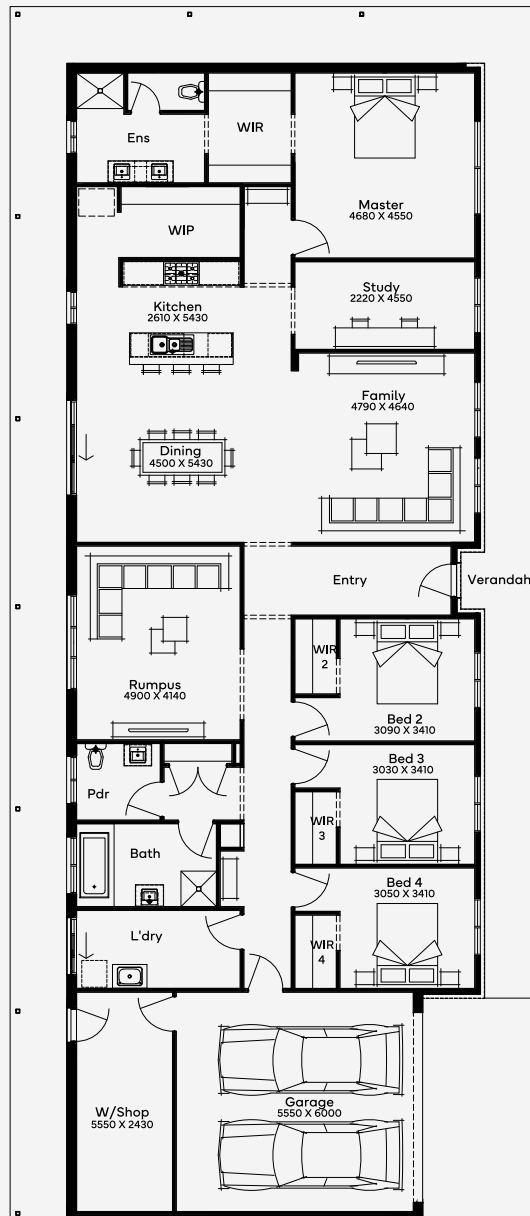 WIR
Ens
Master
4680 X 4550
WIP
Study
2220 X 4550
Kitchen
2610 X 5430
Family
4790 X 4640
Dining
4500 X 5430
Entry
Verandah
WIR
2
Rumpus
4900 X 4140
Bed 2
3090 X 3410
Bed 3
3030 X 3410
Pdr
WIR
3
Bath
Bed 4
3050 X 3410
L'dry
WIR
4
Garage
5550 X 6000
W/Shop
5550 X 2430